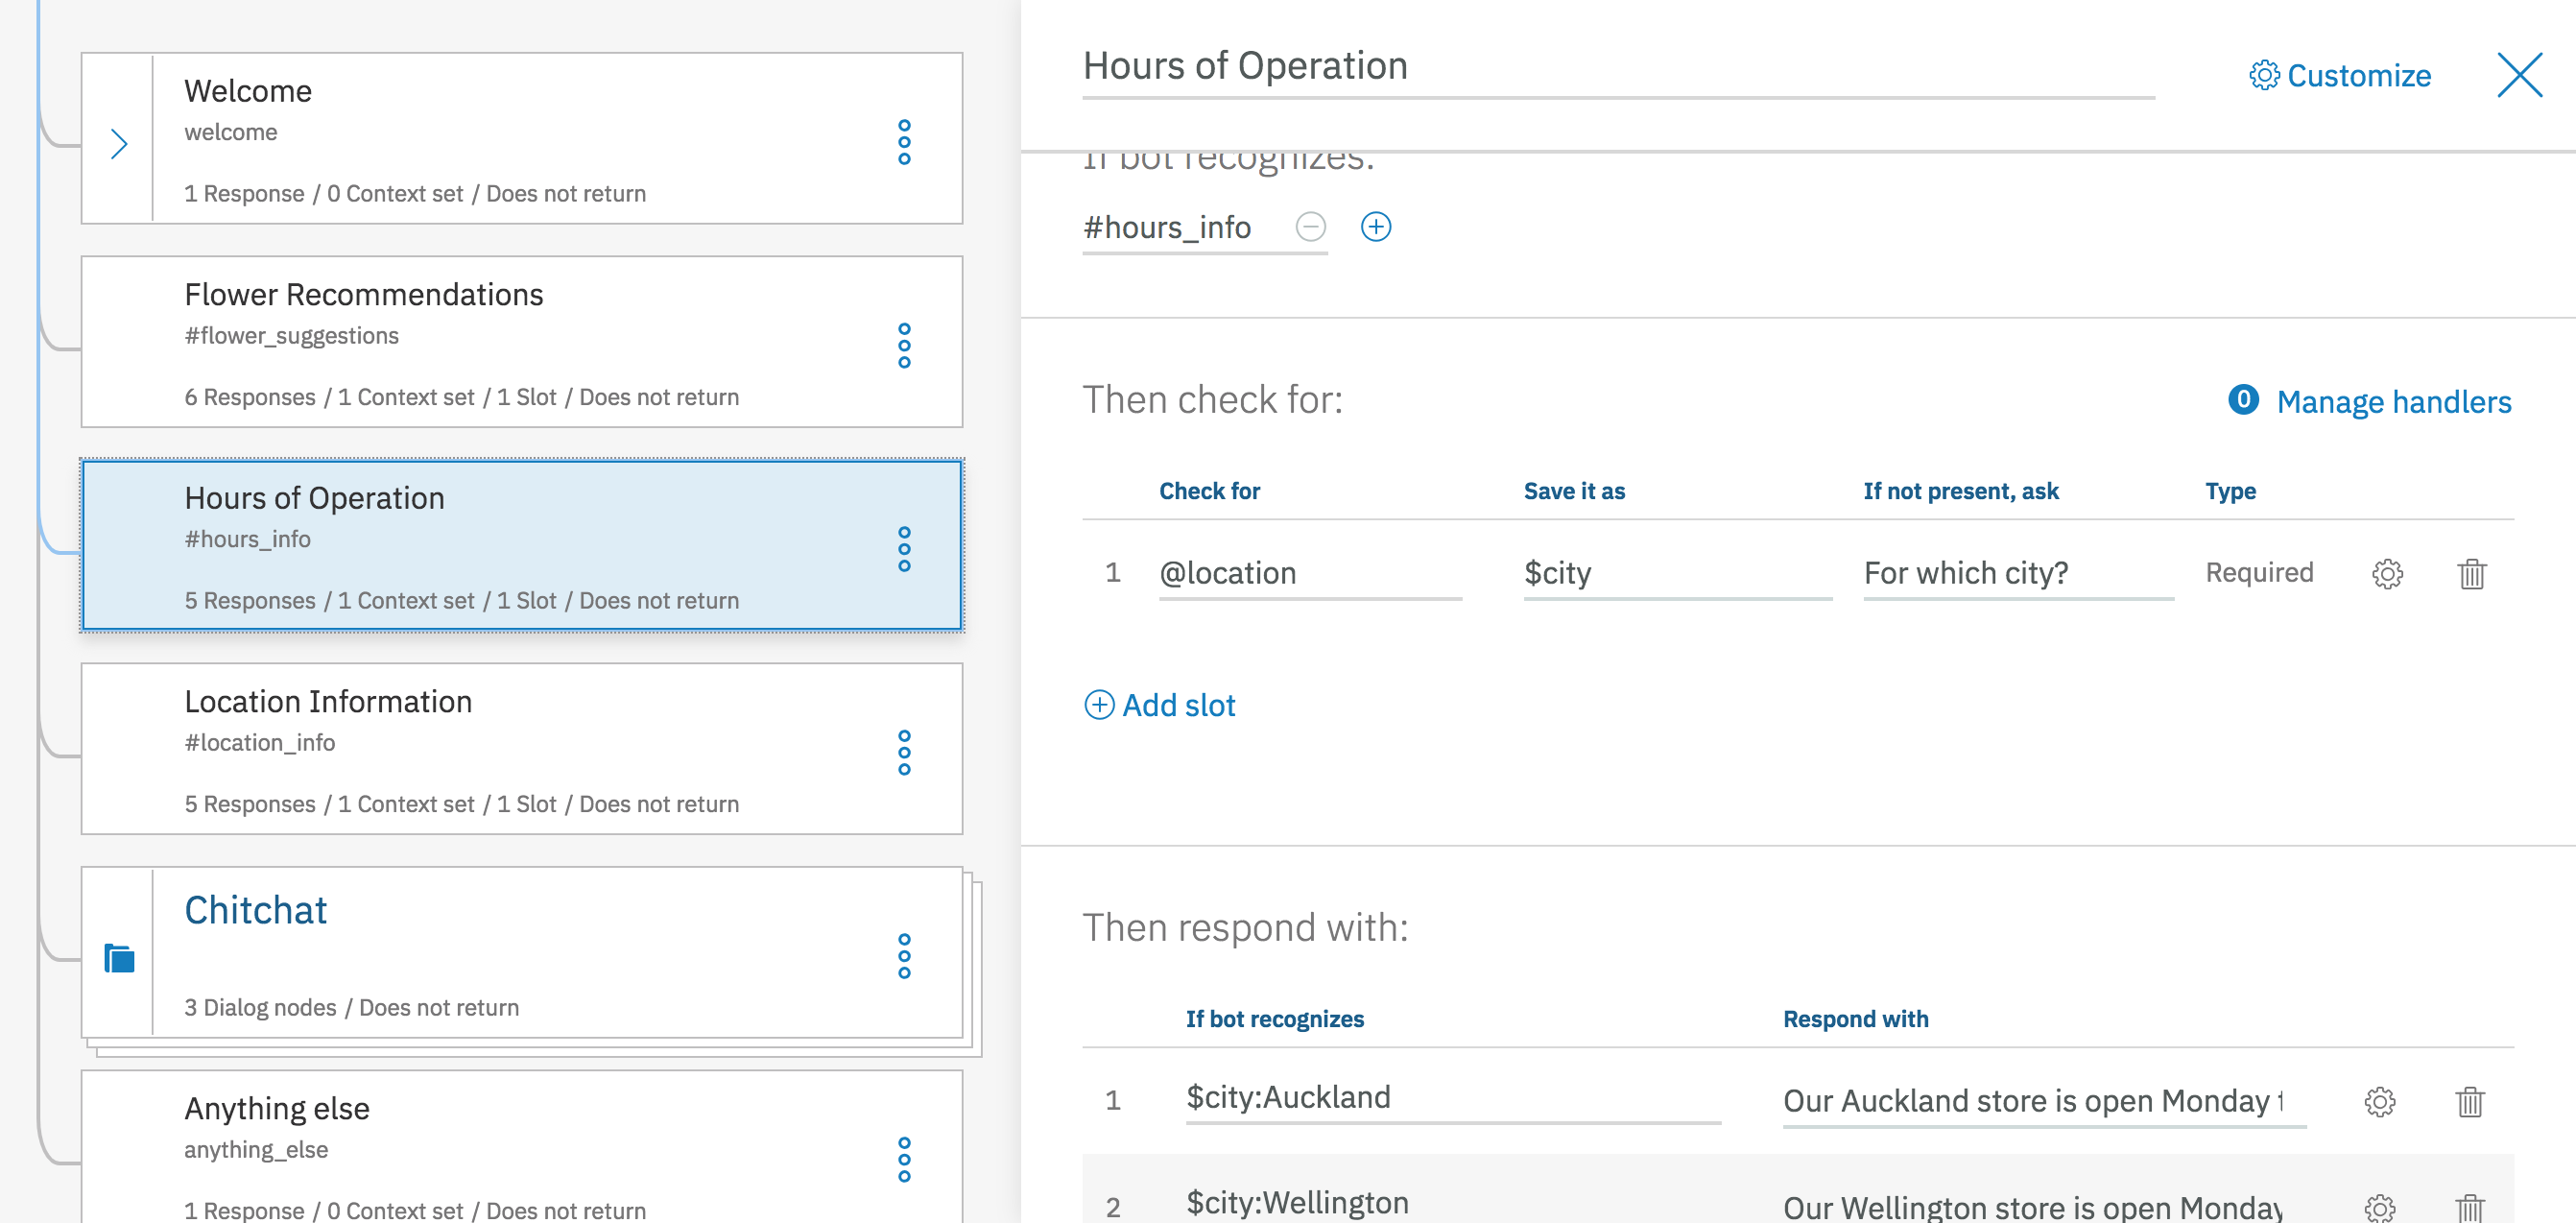 Welcome
welcome
1 Response / 0 Context set / Does not return
Flower Recommendations
#flower_suggestions
6 Responses / 1 Context set / 1 Slot / Does not return
Hours of Operation
#hours_info
5 Responses / 1 Context set / 1 Slot / Does not return
Location Information
#location_info
5 Responses / 1 Context set / 1 Slot / Does not return
Chitchat
3 Dialog nodes / Does not return
Anything else
anything_else
1 Response / 0 Context set / Does not return
Hours of Operation
Customize
If bot recognizes:
#hours_info
Then check for:
0 Manage handlers
Check for Save it as If not present, ask Type
1 @location $city For which city? Required
Add slot
Then respond with:
If bot recognizes Respond with
1 $city:Auckland Our Auckland store is open Monday
2 $city:Wellington Our Wellington store is open Monday